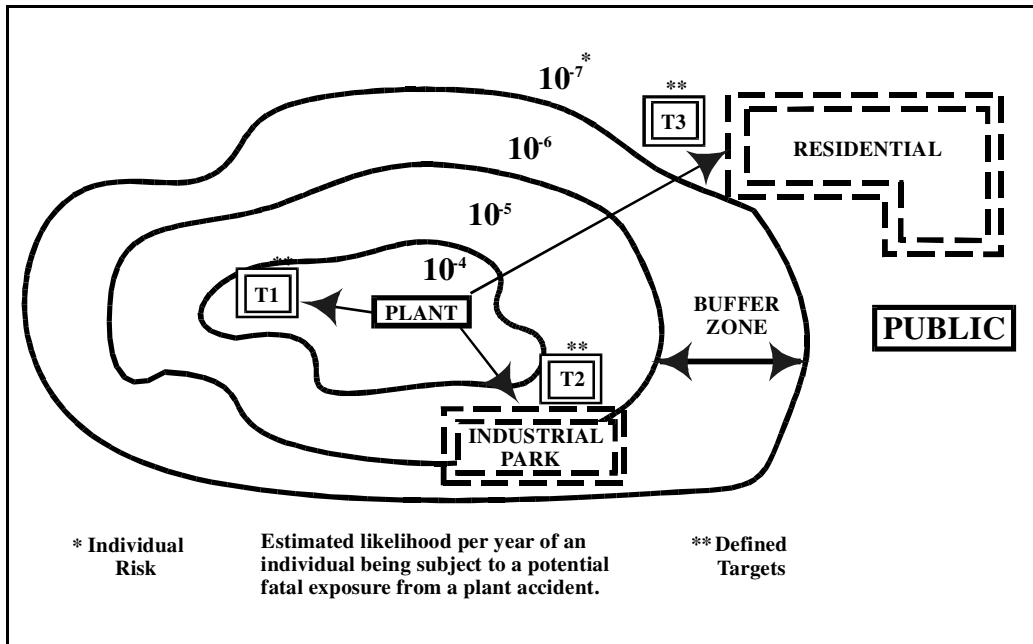 10-7*
**
T3
RESIDENTIAL
10-6
10-5
**
T1
10-4
PLANT
BUFFER
ZONE
PUBLIC
**
T2
INDUSTRIAL
PARK
* Individual
Risk
Estimated likelihood per year of an
individual being subject to a potential
fatal exposure from a plant accident.
** Defined
Targets